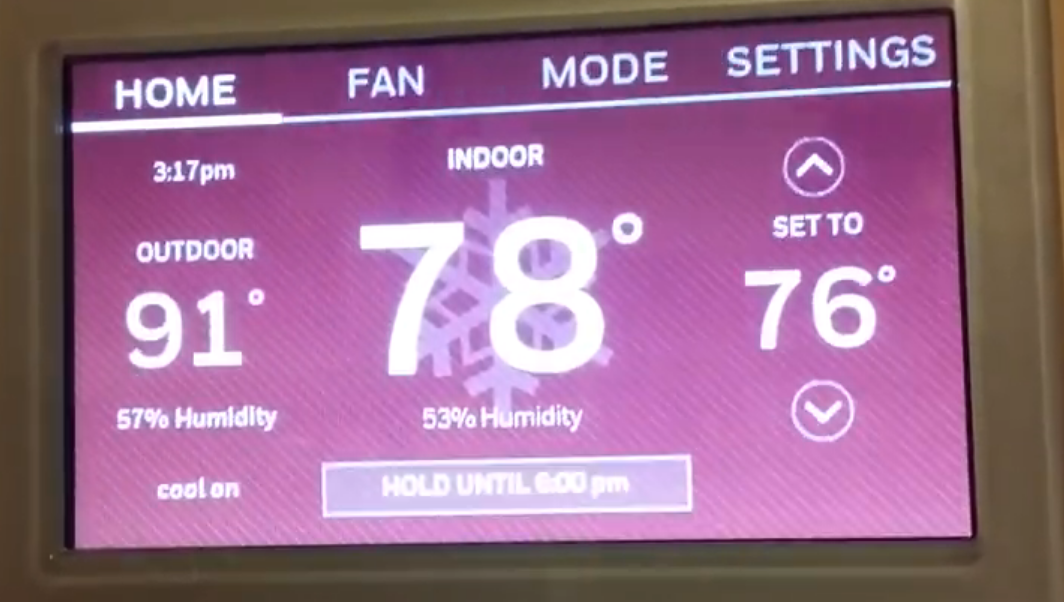 HOME FAN MODE SETTINGS
3:17pm
OUTDOOR
91°
57% Humidity
cool on
INDOOR
78°
53% Humidity
HOLD UNTIL 6:00 pm
SET TO
76°